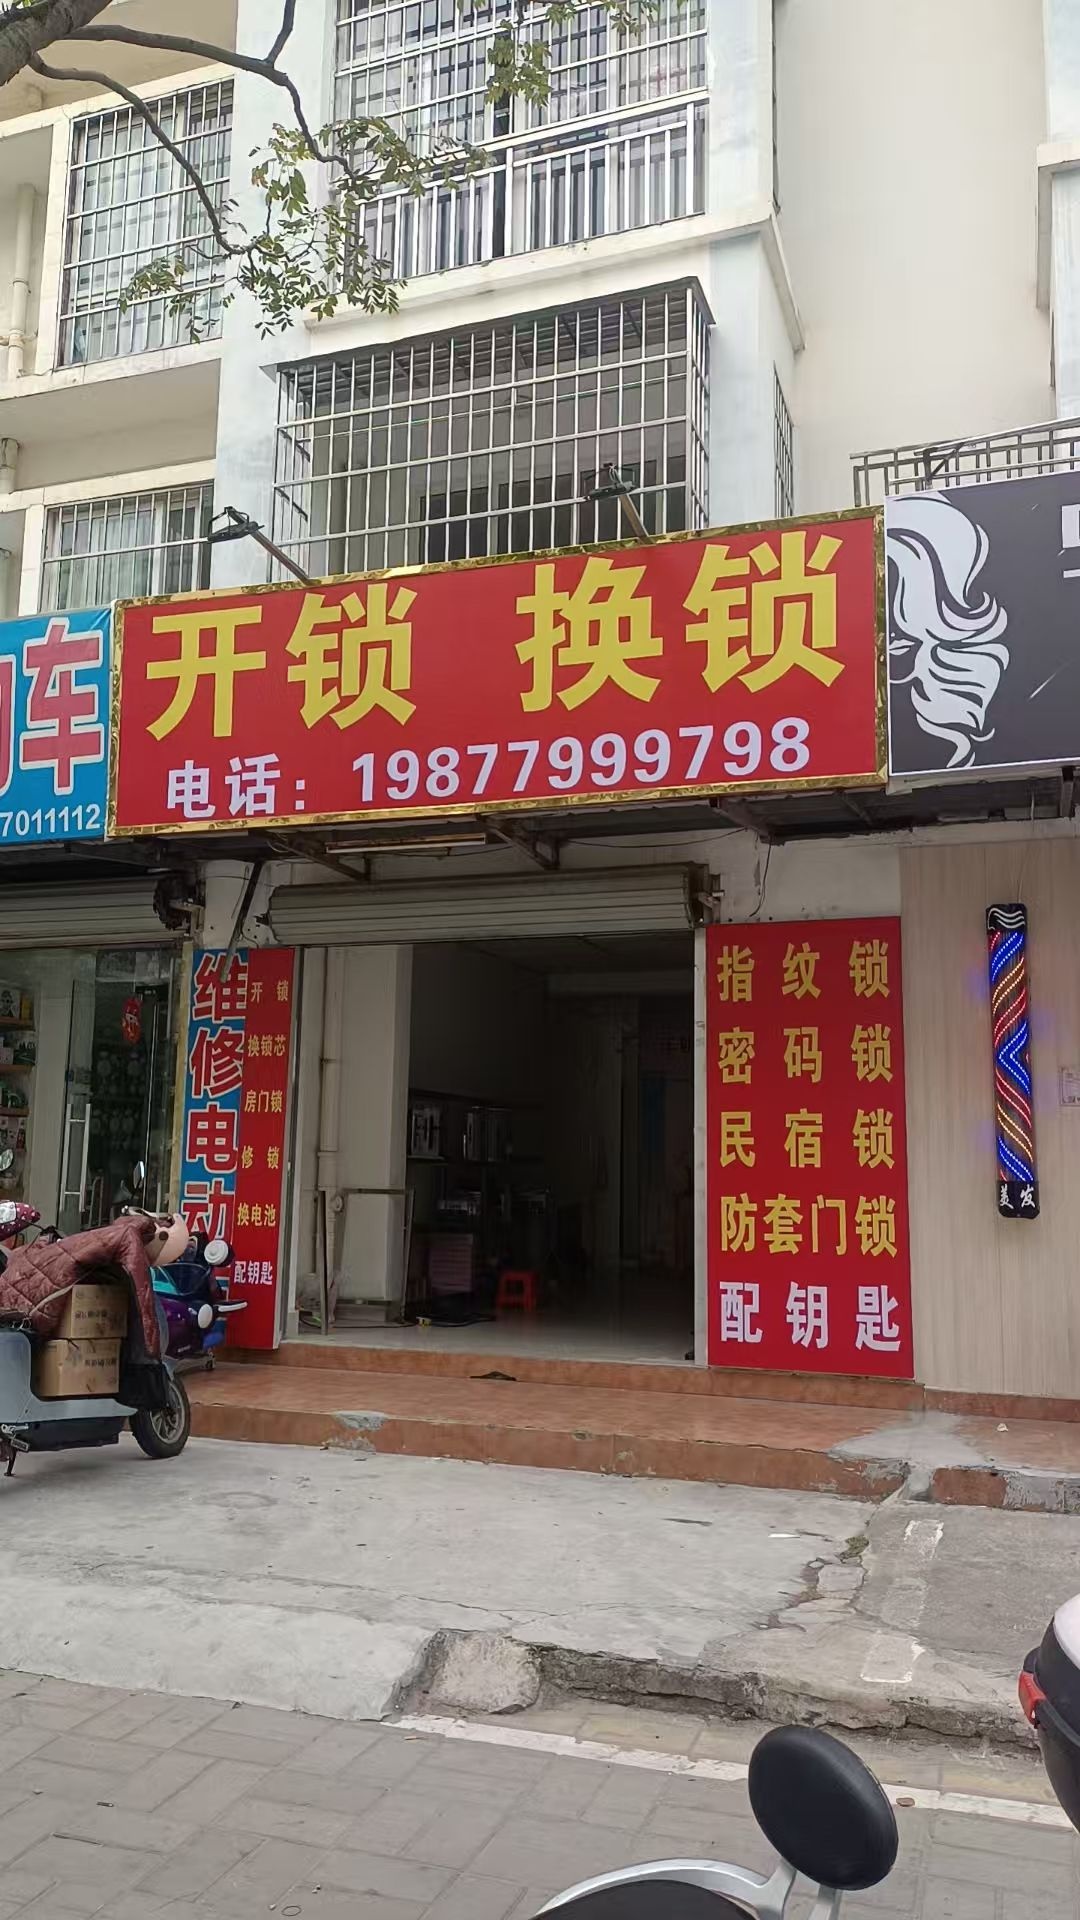 开锁 换锁
电话：19877999798
车
7011112
维修电动
开锁
换锁芯
房门锁
修锁
换电池
配钥匙
指纹锁
密码锁
民宿锁
防套门锁
配钥匙
美发